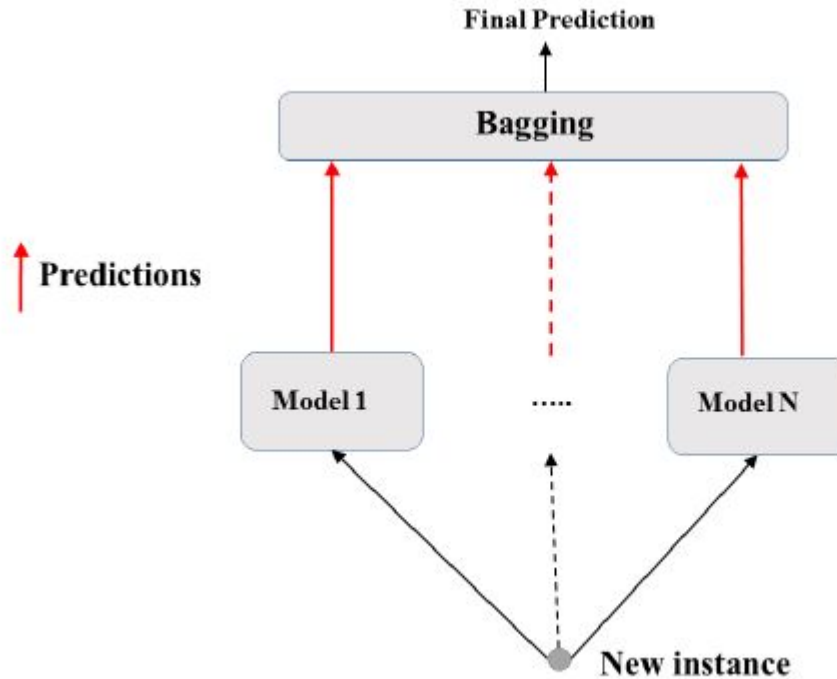 Final Prediction
Bagging
Predictions
Model 1
.....
Model N
New instance